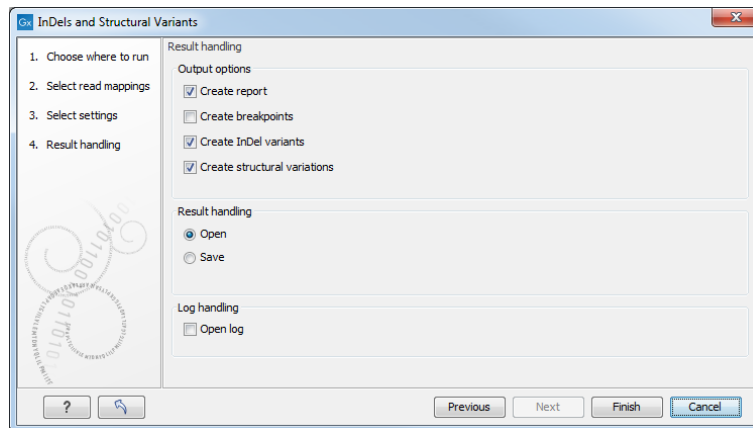 Gx InDels and Structural Variants
1. Choose where to run
2. Select read mappings
3. Select settings
4. Result handling
Result handling
Output options
Create report
Create breakpoints
Create InDel variants
Create structural variations
Result handling
Open
Save
Log handling
Open log
?
Previous
Next
Finish
Cancel